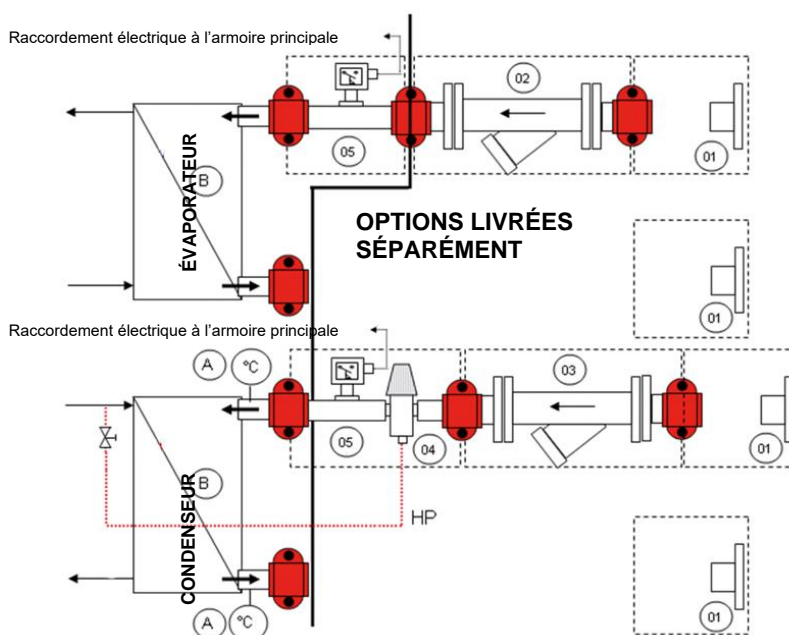 Raccordement électrique à l’armoire principale
02
01
05
B
ÉVAPORATEUR
OPTIONS LIVRÉES
SÉPARÉMENT
01
Raccordement électrique à l’armoire principale
A °C
03
05
04
01
B
CONDENSEUR
HP
01
A °C